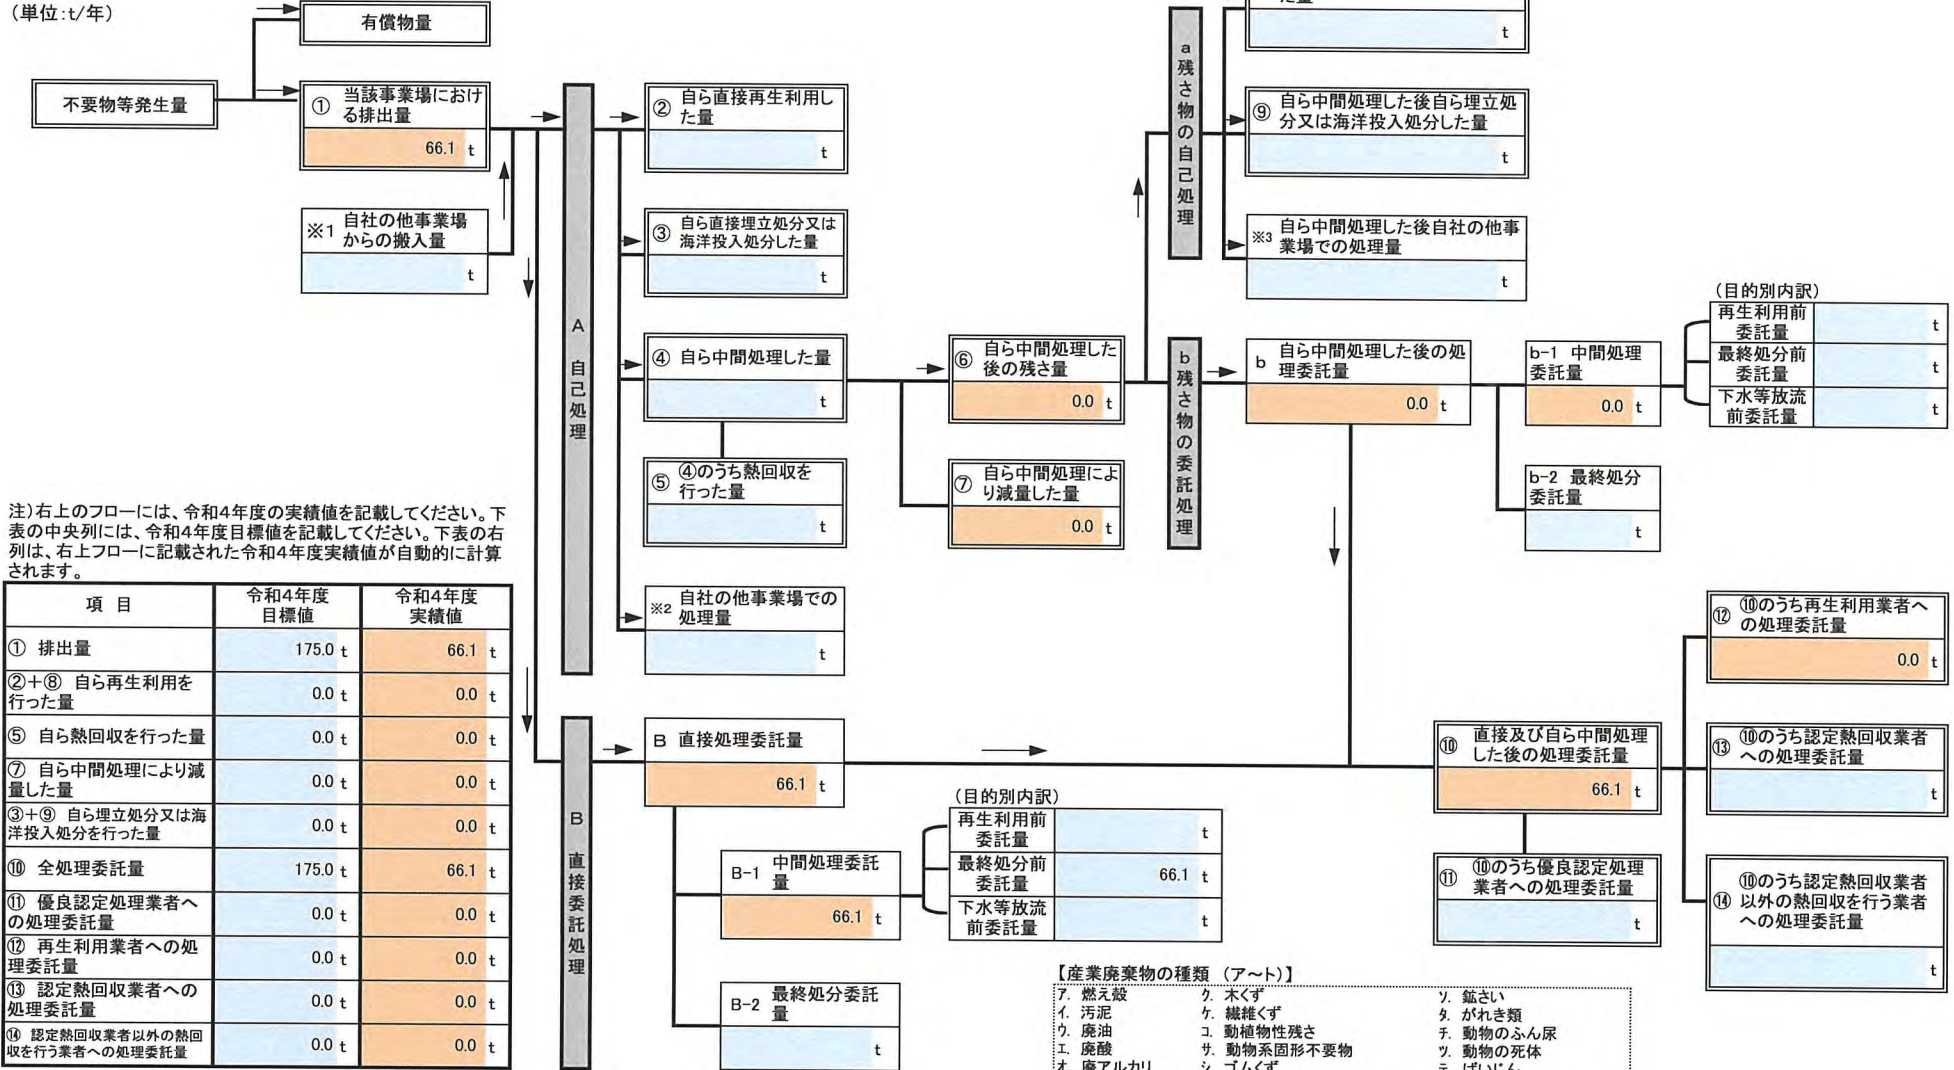 (単位:t/年)
有償物量
不要物等発生量
① 当該事業場におけ
る排出量
66.1 t
※1 自社の他事業場
からの搬入量
t
A 自己処理
② 自ら直接再生利用し
た量
t
③ 自ら直接埋立処分又は
海洋投入処分した量
t
④ 自ら中間処理した量
t
⑤ ④のうち熱回収を
行った量
t
※2 自社の他事業場での
処理量
t
⑥ 自ら中間処理した
後の残さ量
0.0 t
⑦ 自ら中間処理によ
り減量した量
0.0 t
a 残さ物の自己処理
t
⑨ 自ら中間処理した後自ら埋立処
分又は海洋投入処分した量
t
※3 自ら中間処理した後自社の他事
業場での処理量
t
b 残さ物の委託処理
b 自ら中間処理した後の処
理委託量
0.0 t
b-1 中間処理
委託量
0.0 t
(目的別内訳)
再生利用前
委託量
t
最終処分前
委託量
t
下水等放流
前委託量
t
b-2 最終処分
委託量
t
注)右上のフローには、令和4年度の実績値を記載してください。下
表の中央列には、令和4年度目標値を記載してください。下表の右
列は、右上フローに記載された令和4年度実績値が自動的に計算
されます。
項 目 令和4年度 目標値 令和4年度 実績値
① 排出量 175.0 t 66.1 t
②+⑧ 自ら再生利用を
行った量 0.0 t 0.0 t
⑤ 自ら熱回収を行った量 0.0 t 0.0 t
⑦ 自ら中間処理により減
量した量 0.0 t 0.0 t
③+⑨ 自ら埋立処分又は海
洋投入処分を行った量 0.0 t 0.0 t
⑩ 全処理委託量 175.0 t 66.1 t
⑪ 優良認定処理業者へ
の処理委託量 0.0 t 0.0 t
⑫ 再生利用業者への処
理委託量 0.0 t 0.0 t
⑬ 認定熱回収業者への
処理委託量 0.0 t 0.0 t
⑭ 認定熱回収業者以外の熱回
収を行う業者への処理委託量 0.0 t 0.0 t
B 直接委託処理
B 直接処理委託量
66.1 t
B-1 中間処理委託
量
66.1 t
(目的別内訳)
再生利用前
委託量
t
最終処分前
委託量
66.1 t
下水等放流
前委託量
t
B-2 最終処分委託
量
t
⑩ 直接及び自ら中間処理
した後の処理委託量
66.1 t
⑪ ⑩のうち優良認定処理
業者への処理委託量
t
⑫ ⑩のうち再生利用業者へ
の処理委託量
0.0 t
⑬ ⑩のうち認定熱回収業者
への処理委託量
t
⑭ ⑩のうち認定熱回収業者
以外の熱回収を行う業者
への処理委託量
t
【産業廃棄物の種類 (ア~ト)】
ア. 燃え殻 ク. 木くず ソ. 鉱さい
イ. 汚泥 ケ. 繊維くず タ. がれき類
ウ. 廃油 コ. 動植物性残さ チ. 動物のふん尿
エ. 廃酸 サ. 動物系固形不要物 ツ. 動物の死体
オ. 廃アルカリ シ. ゴムくず テ. ばいじん